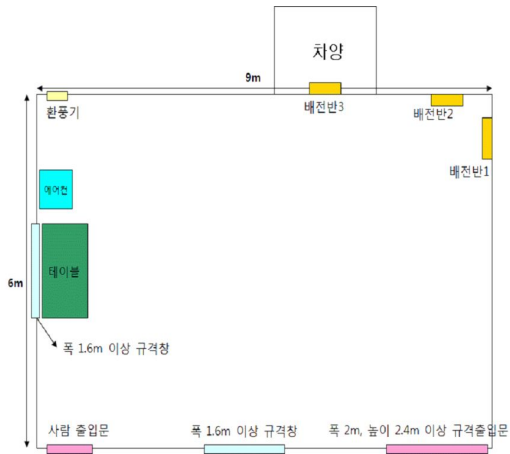 차양
9m
환풍기
배전반3
배전반2
배전반1
에어컨
테이블
6m
폭 1.6m 이상 규격창
사람 출입문
폭 1.6m 이상 규격창
폭 2m, 높이 2.4m 이상 규격출입문